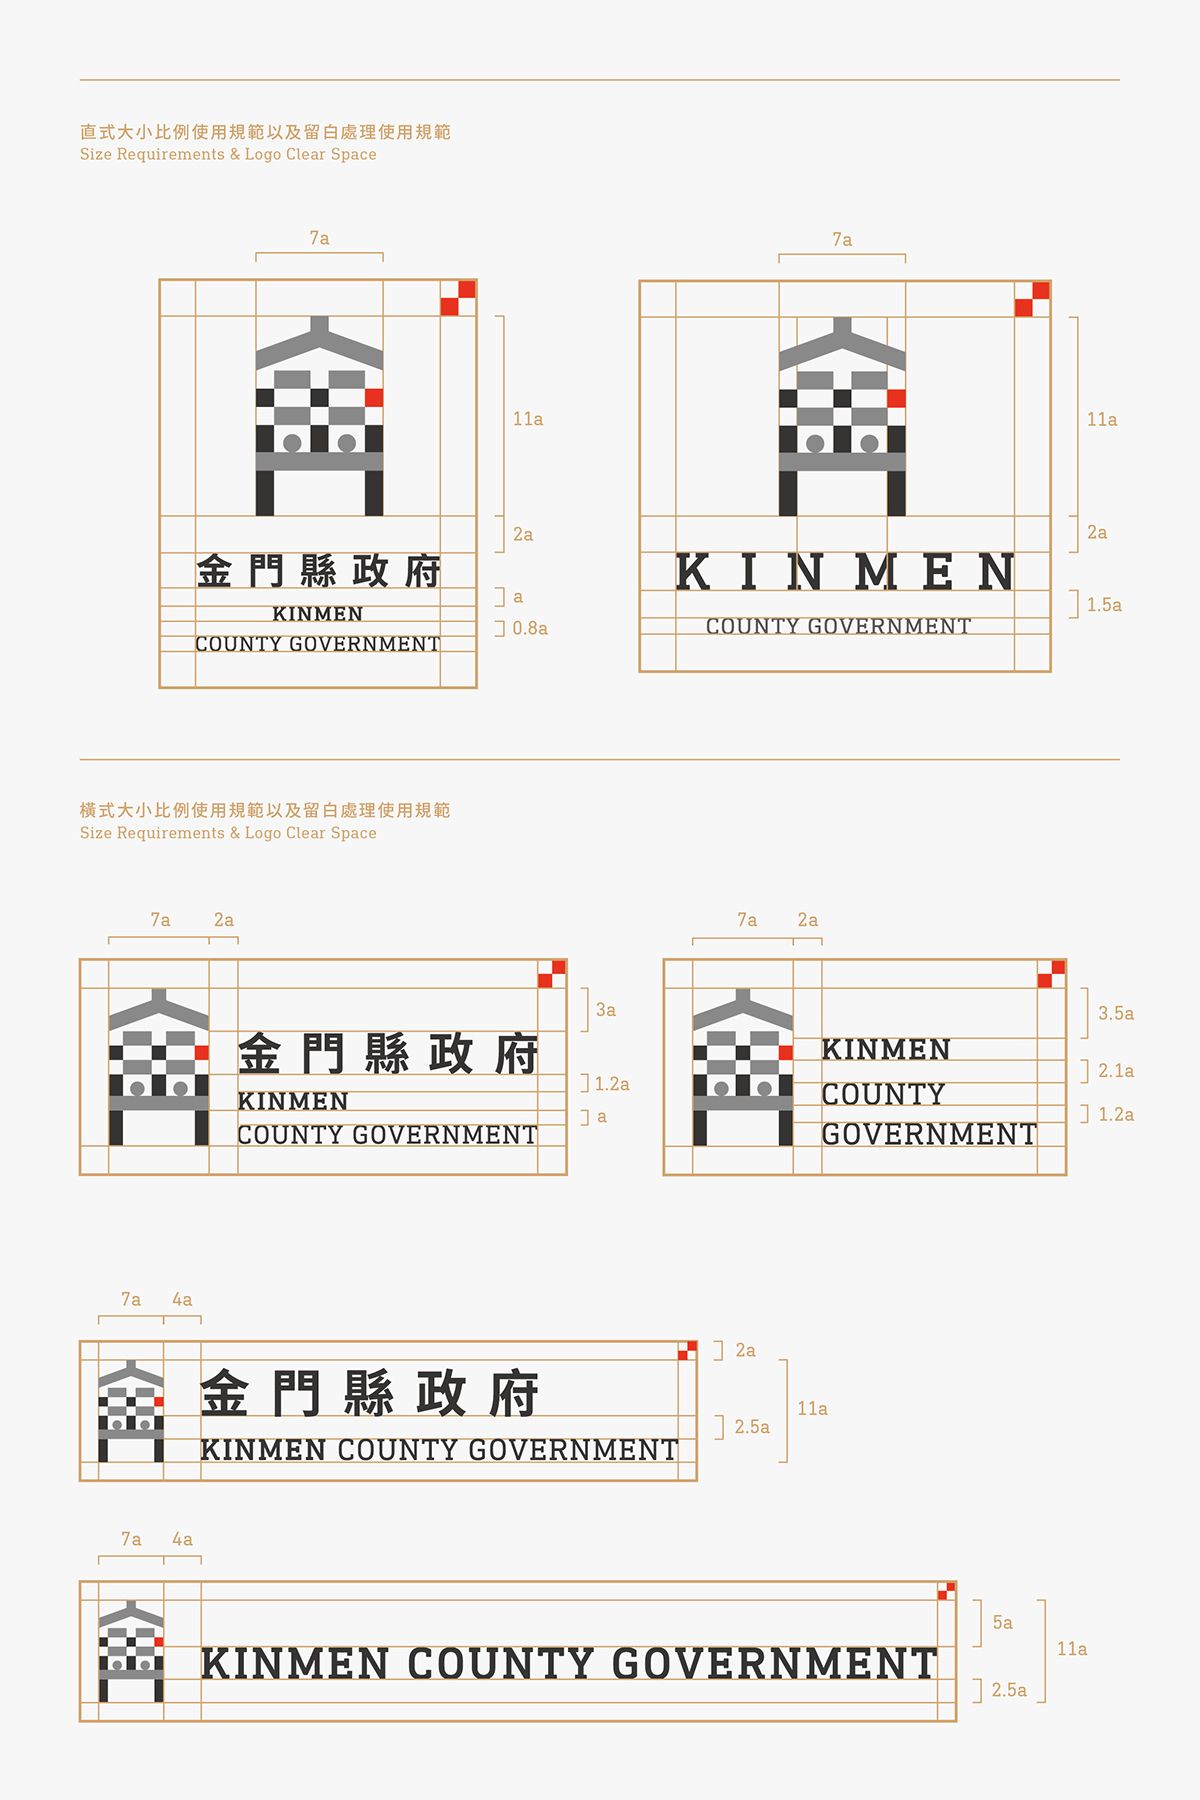 直式大小比例使用規範以及留白處理使用規範
Size Requirements & Logo Clear Space
7a
11a
2a
金門縣政府
a
KINMEN
0.8a
COUNTY GOVERNMENT
7a
11a
2a
KINMEN
1.5a
COUNTY GOVERNMENT
橫式大小比例使用規範以及留白處理使用規範
Size Requirements & Logo Clear Space
7a 2a
3a
金門縣政府
1.2a
KINMEN
a
COUNTY GOVERNMENT
7a 2a
3.5a
KINMEN
2.1a
COUNTY
1.2a
GOVERNMENT
7a 4a
2a
金門縣政府
11a
2.5a
KINMEN COUNTY GOVERNMENT
7a 4a
5a
11a
KINMEN COUNTY GOVERNMENT
2.5a